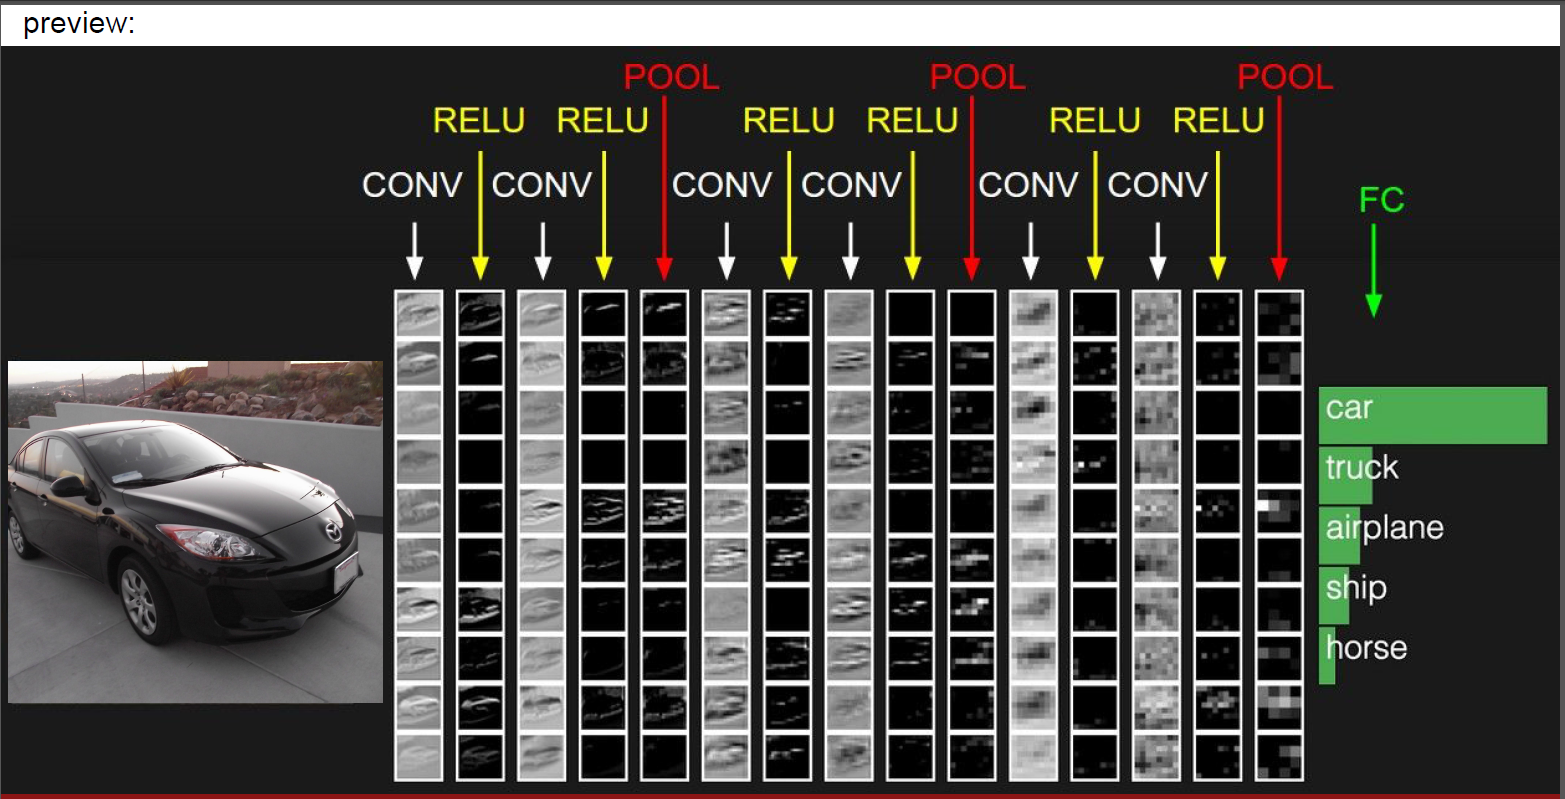 preview:
POOL POOL POOL
RELU RELU RELU RELU RELU RELU
CONV CONV CONV CONV CONV CONV
FC
car
truck
airplane
ship
horse